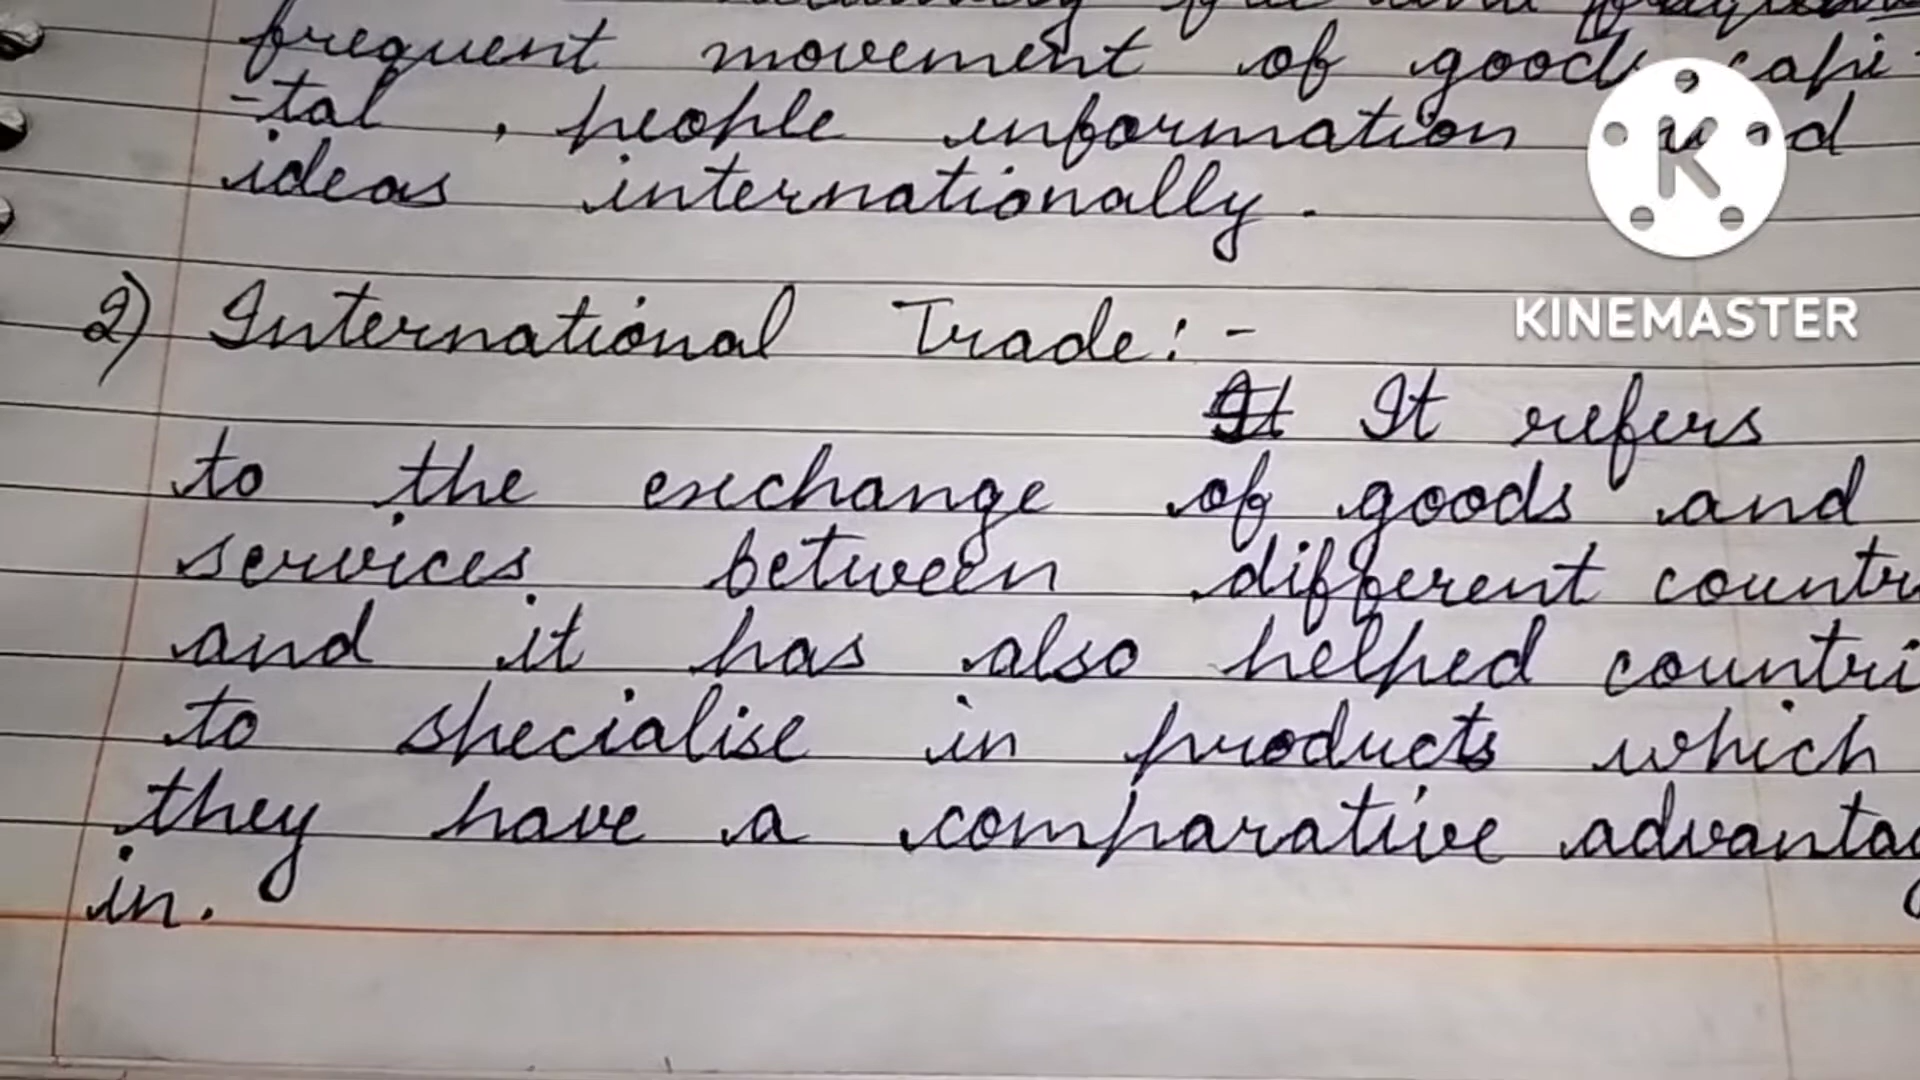 frequent movement of goods, capi
-tal, people information and
ideas internationally.
KINEMASTER
2) International Trade:-
It It refers
to the exchange of goods and
services between different countr
and it has also helped countri
to specialise in products which
they have a comparative advantag
in.